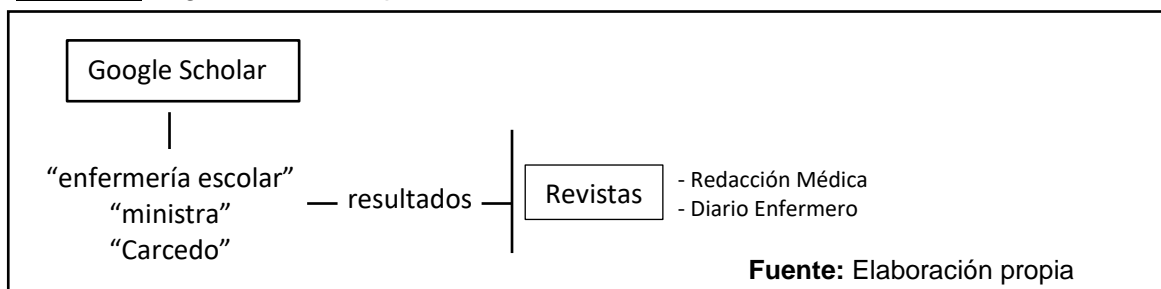 Google Scholar
“enfermería escolar”
“ministra”
“Carcedo”
resultados
Revistas
- Redacción Médica
- Diario Enfermero
Fuente: Elaboración propia